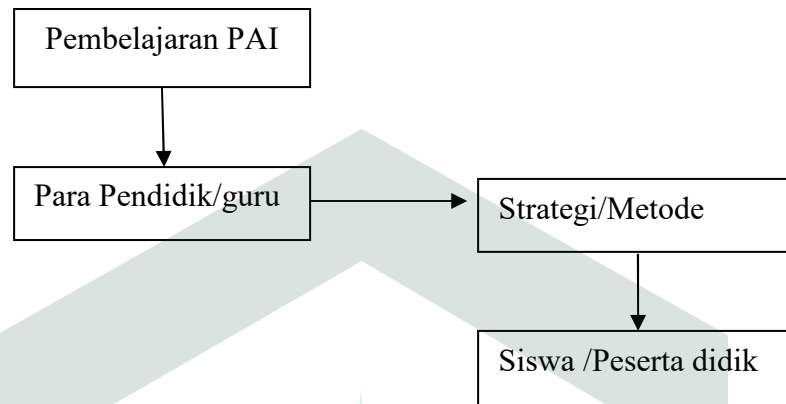 Pembelajaran PAI
Para Pendidik/guru
Strategi/Metode
Siswa /Peserta didik